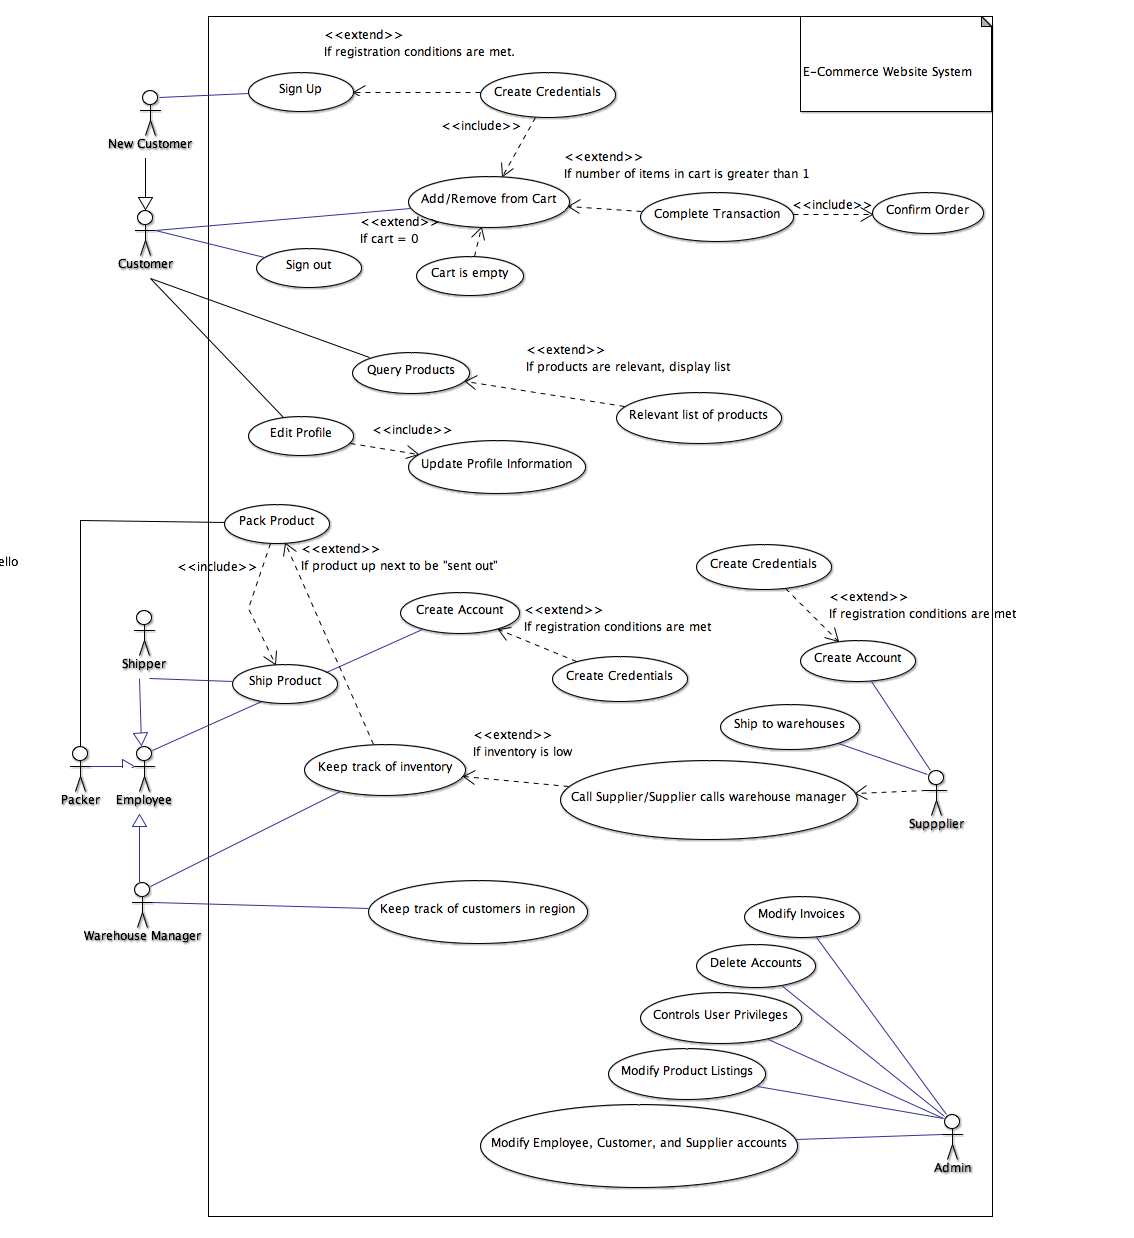 <<extend>>
If registration conditions are met.
E-Commerce Website System
Sign Up
Create Credentials
<<include>>
New Customer
<<extend>>
If number of items in cart is greater than 1
Add/Remove from Cart
<<include>>
Complete Transaction
Confirm Order
<<extend>>
If cart = 0
Customer
Sign out
Cart is empty
<<extend>>
If products are relevant, display list
Query Products
Relevant list of products
Edit Profile
<<include>>
Update Profile Information
Pack Product
<<extend>>
If product up next to be "sent out"
<<include>>
ello
Create Credentials
<<extend>>
If registration conditions are met
Create Account
<<extend>>
If registration conditions are met
Shipper
Create Account
Ship Product
Create Credentials
Ship to warehouses
<<extend>>
If inventory is low
Keep track of inventory
Packer
Employee
Call Supplier/Supplier calls warehouse manager
Suppplier
Keep track of customers in region
Warehouse Manager
Modify Invoices
Delete Accounts
Controls User Privileges
Modify Product Listings
Modify Employee, Customer, and Supplier accounts
Admin